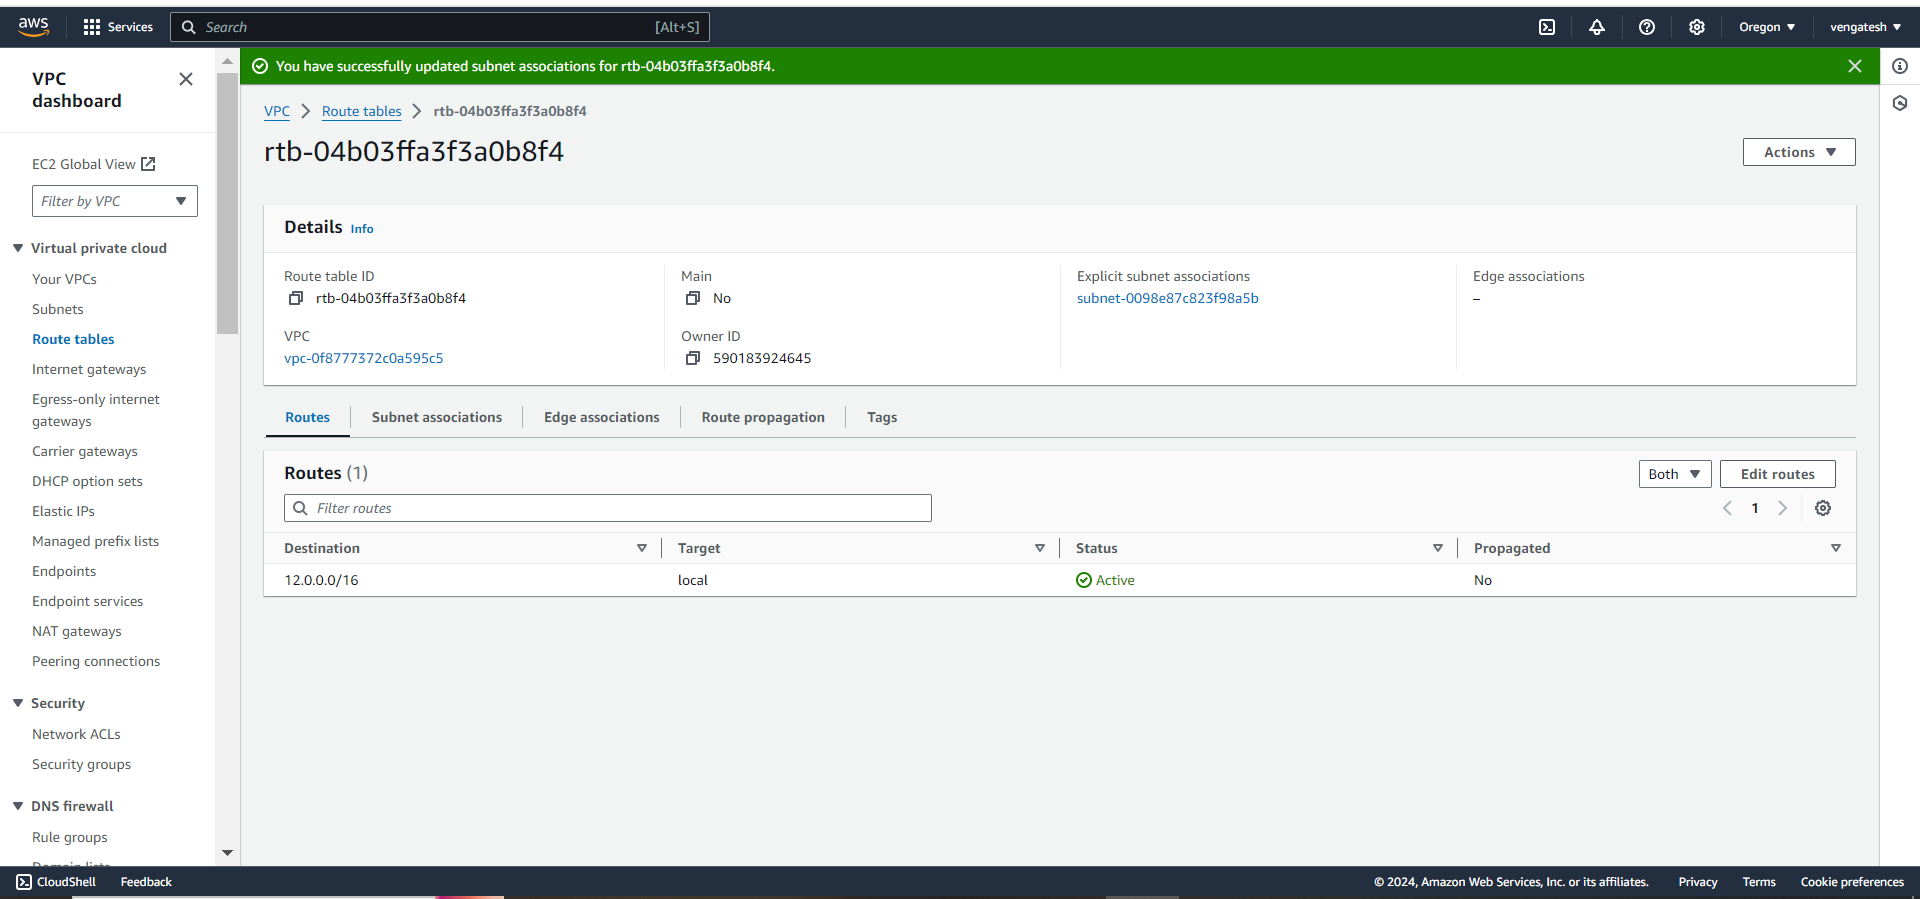 aws
Services
Search
[Alt+S]
Oregon
vengatesh
VPC dashboard
EC2 Global View
Filter by VPC
Virtual private cloud
Your VPCs
Subnets
Route tables
Internet gateways
Egress-only internet
gateways
Carrier gateways
DHCP option sets
Elastic IPs
Managed prefix lists
Endpoints
Endpoint services
NAT gateways
Peering connections
Security
Network ACLs
Security groups
DNS firewall
Rule groups
Domain lists
You have successfully updated subnet associations for rtb-04b03ffa3f3a0b8f4.
VPC > Route tables > rtb-04b03ffa3f3a0b8f4
rtb-04b03ffa3f3a0b8f4
Actions
Details Info
Route table ID
rtb-04b03ffa3f3a0b8f4
Main
No
Explicit subnet associations
subnet-0098e87c823f98a5b
Edge associations
–
VPC
vpc-0f8777372c0a595c5
Owner ID
590183924645
Routes
Subnet associations
Edge associations
Route propagation
Tags
Routes (1)
Both
Edit routes
Filter routes
1
Destination
Target
Status
Propagated
12.0.0.0/16
local
Active
No
CloudShell
Feedback
© 2024, Amazon Web Services, Inc. or its affiliates.
Privacy
Terms
Cookie preferences